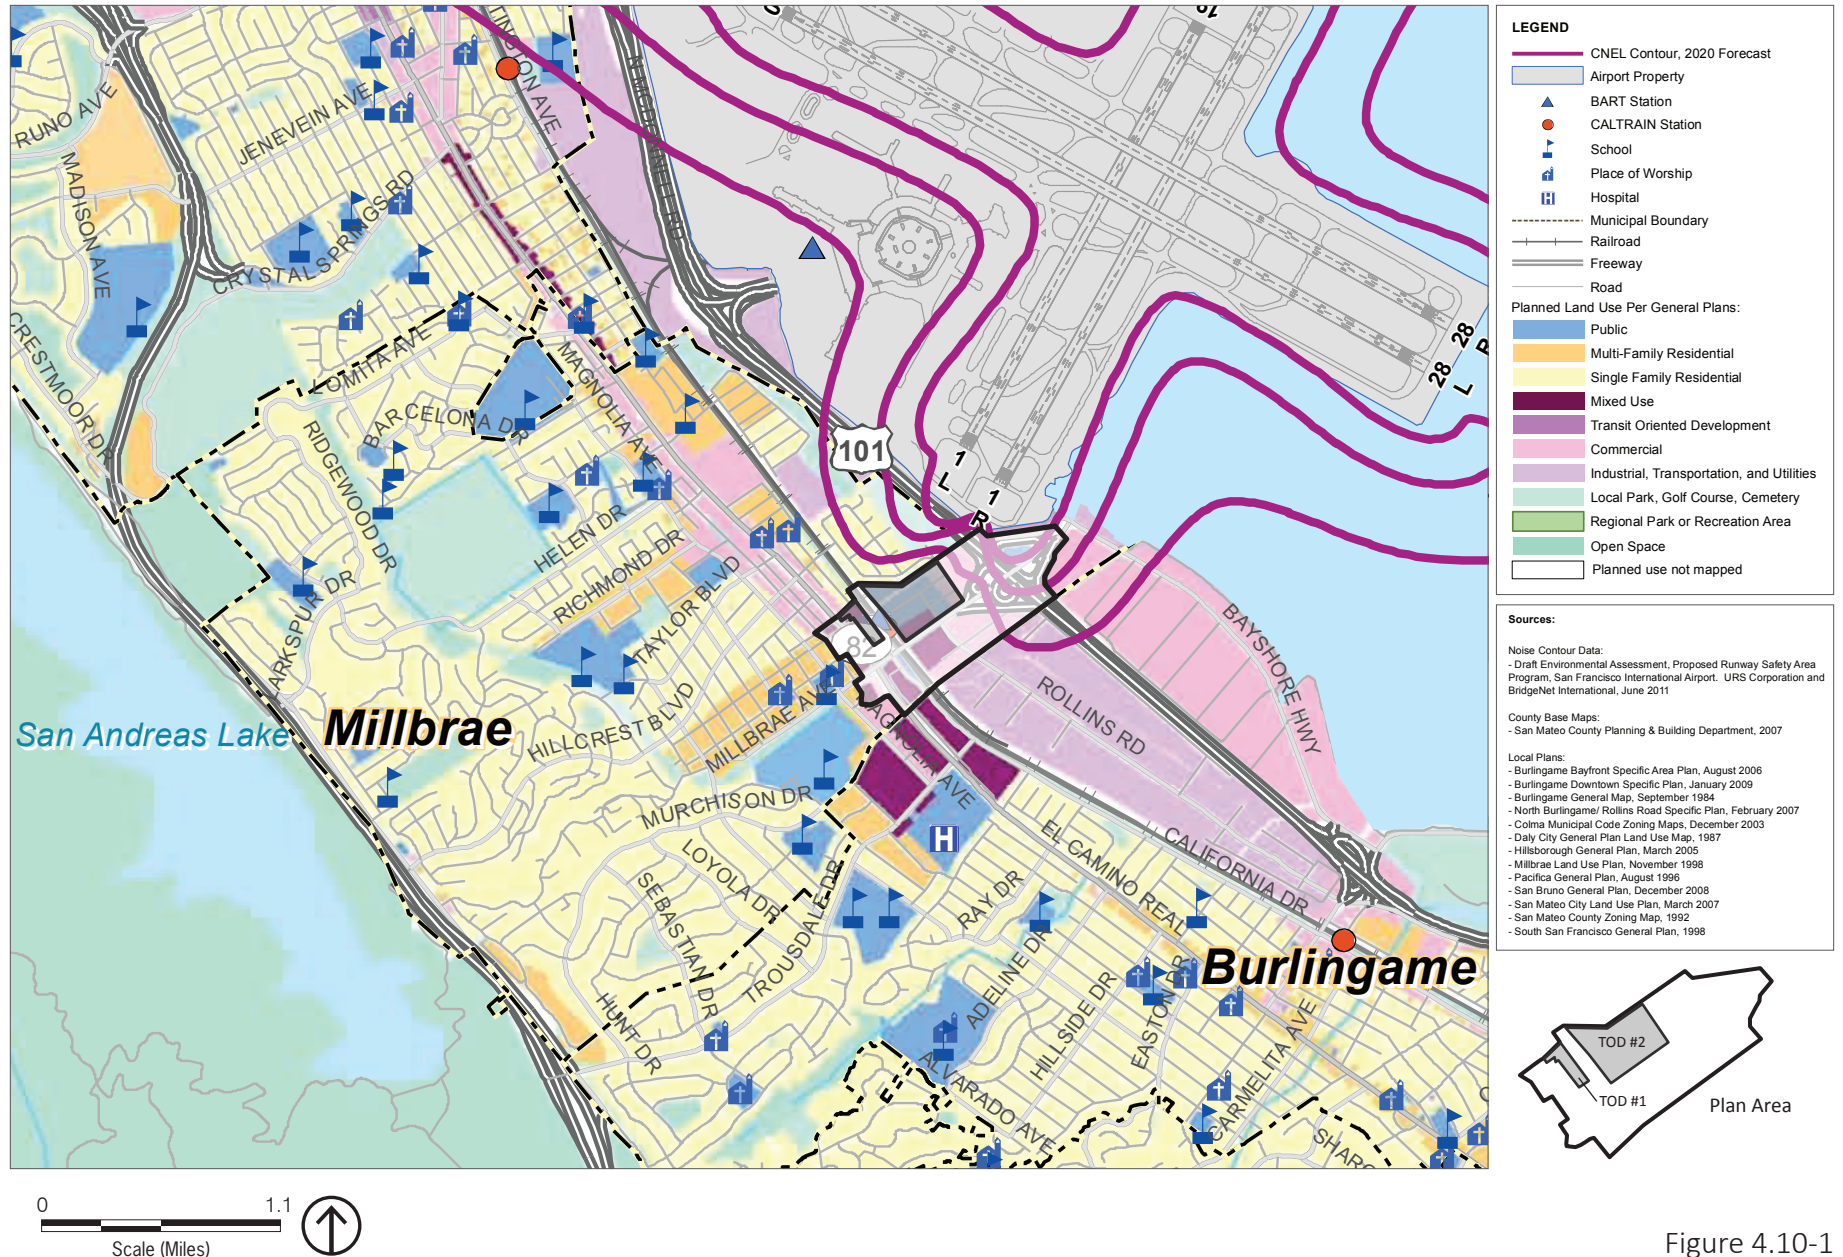 RUNO AVE
JENEVEIN AVE
MADISON AVE
CRYSTAL SPRINGS RD
TINGTON AVE
N MCDONNELL RD
CRESTMOOR DR
LOMITA AVE
BARCELONA DR
MAGNOLIA AVE
RIDGEWOOD DR
HELEN DR
RICHMOND DR
TAYLOR BLVD
LARKSPUR DR
HILLCREST BLVD
MILLBRAE AVE
101
82
19
1
L
1
R
28
R
28
L
San Andreas Lake
Millbrae
MURCHISON DR
MAGNOLIA AVE
ROLLINS RD
BAYSHORE HWY
LOYOLA DR
SEBASTIAN DR
TROUSDALE DR
HUNT DR
RAY DR
EL CAMINO REAL
CALIFORNIA DR
ADELINE DR
HILLSIDE DR
EASTON DR
CARMELITA AVE
ALVARADO AVE
SHARO
H
Burlingame
LEGEND
CNEL Contour, 2020 Forecast
Airport Property
BART Station
CALTRAIN Station
School
Place of Worship
H Hospital
Municipal Boundary
Railroad
Freeway
Road
Planned Land Use Per General Plans:
Public
Multi-Family Residential
Single Family Residential
Mixed Use
Transit Oriented Development
Commercial
Industrial, Transportation, and Utilities
Local Park, Golf Course, Cemetery
Regional Park or Recreation Area
Open Space
Planned use not mapped
Sources:
Noise Contour Data:
- Draft Environmental Assessment, Proposed Runway Safety Area
Program, San Francisco International Airport. URS Corporation and
BridgeNet International, June 2011
County Base Maps:
- San Mateo County Planning & Building Department, 2007
Local Plans:
- Burlingame Bayfront Specific Area Plan, August 2006
- Burlingame Downtown Specific Plan, January 2009
- Burlingame General Map, September 1984
- North Burlingame/ Rollins Road Specific Plan, February 2007
- Colma Municipal Code Zoning Maps, December 2003
- Daly City General Plan Land Use Map, 1987
- Hillsborough General Plan, March 2005
- Millbrae Land Use Plan, November 1998
- Pacifica General Plan, August 1996
- San Bruno General Plan, December 2008
- San Mateo City Land Use Plan, March 2007
- San Mateo County Zoning Map, 1992
- South San Francisco General Plan, 1998
TOD #2
TOD #1
Plan Area
0 1.1
Scale (Miles)
Figure 4.10-1